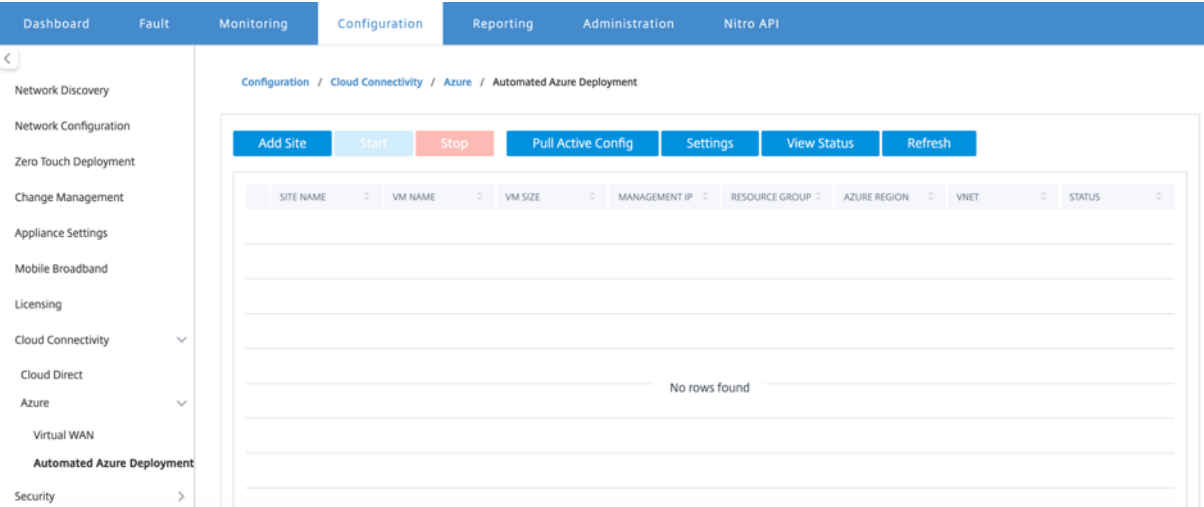 Dashboard Fault Monitoring Configuration Reporting Administration Nitro API
Configuration / Cloud Connectivity / Azure / Automated Azure Deployment
Network Discovery
Network Configuration
Zero Touch Deployment
Change Management
Appliance Settings
Mobile Broadband
Licensing
Cloud Connectivity
Cloud Direct
Azure
Virtual WAN
Automated Azure Deployment
Security
Add Site Start Stop Pull Active Config Settings View Status Refresh
SITE NAME VM NAME VM SIZE MANAGEMENT IP RESOURCE GROUP AZURE REGION VNET STATUS
No rows found